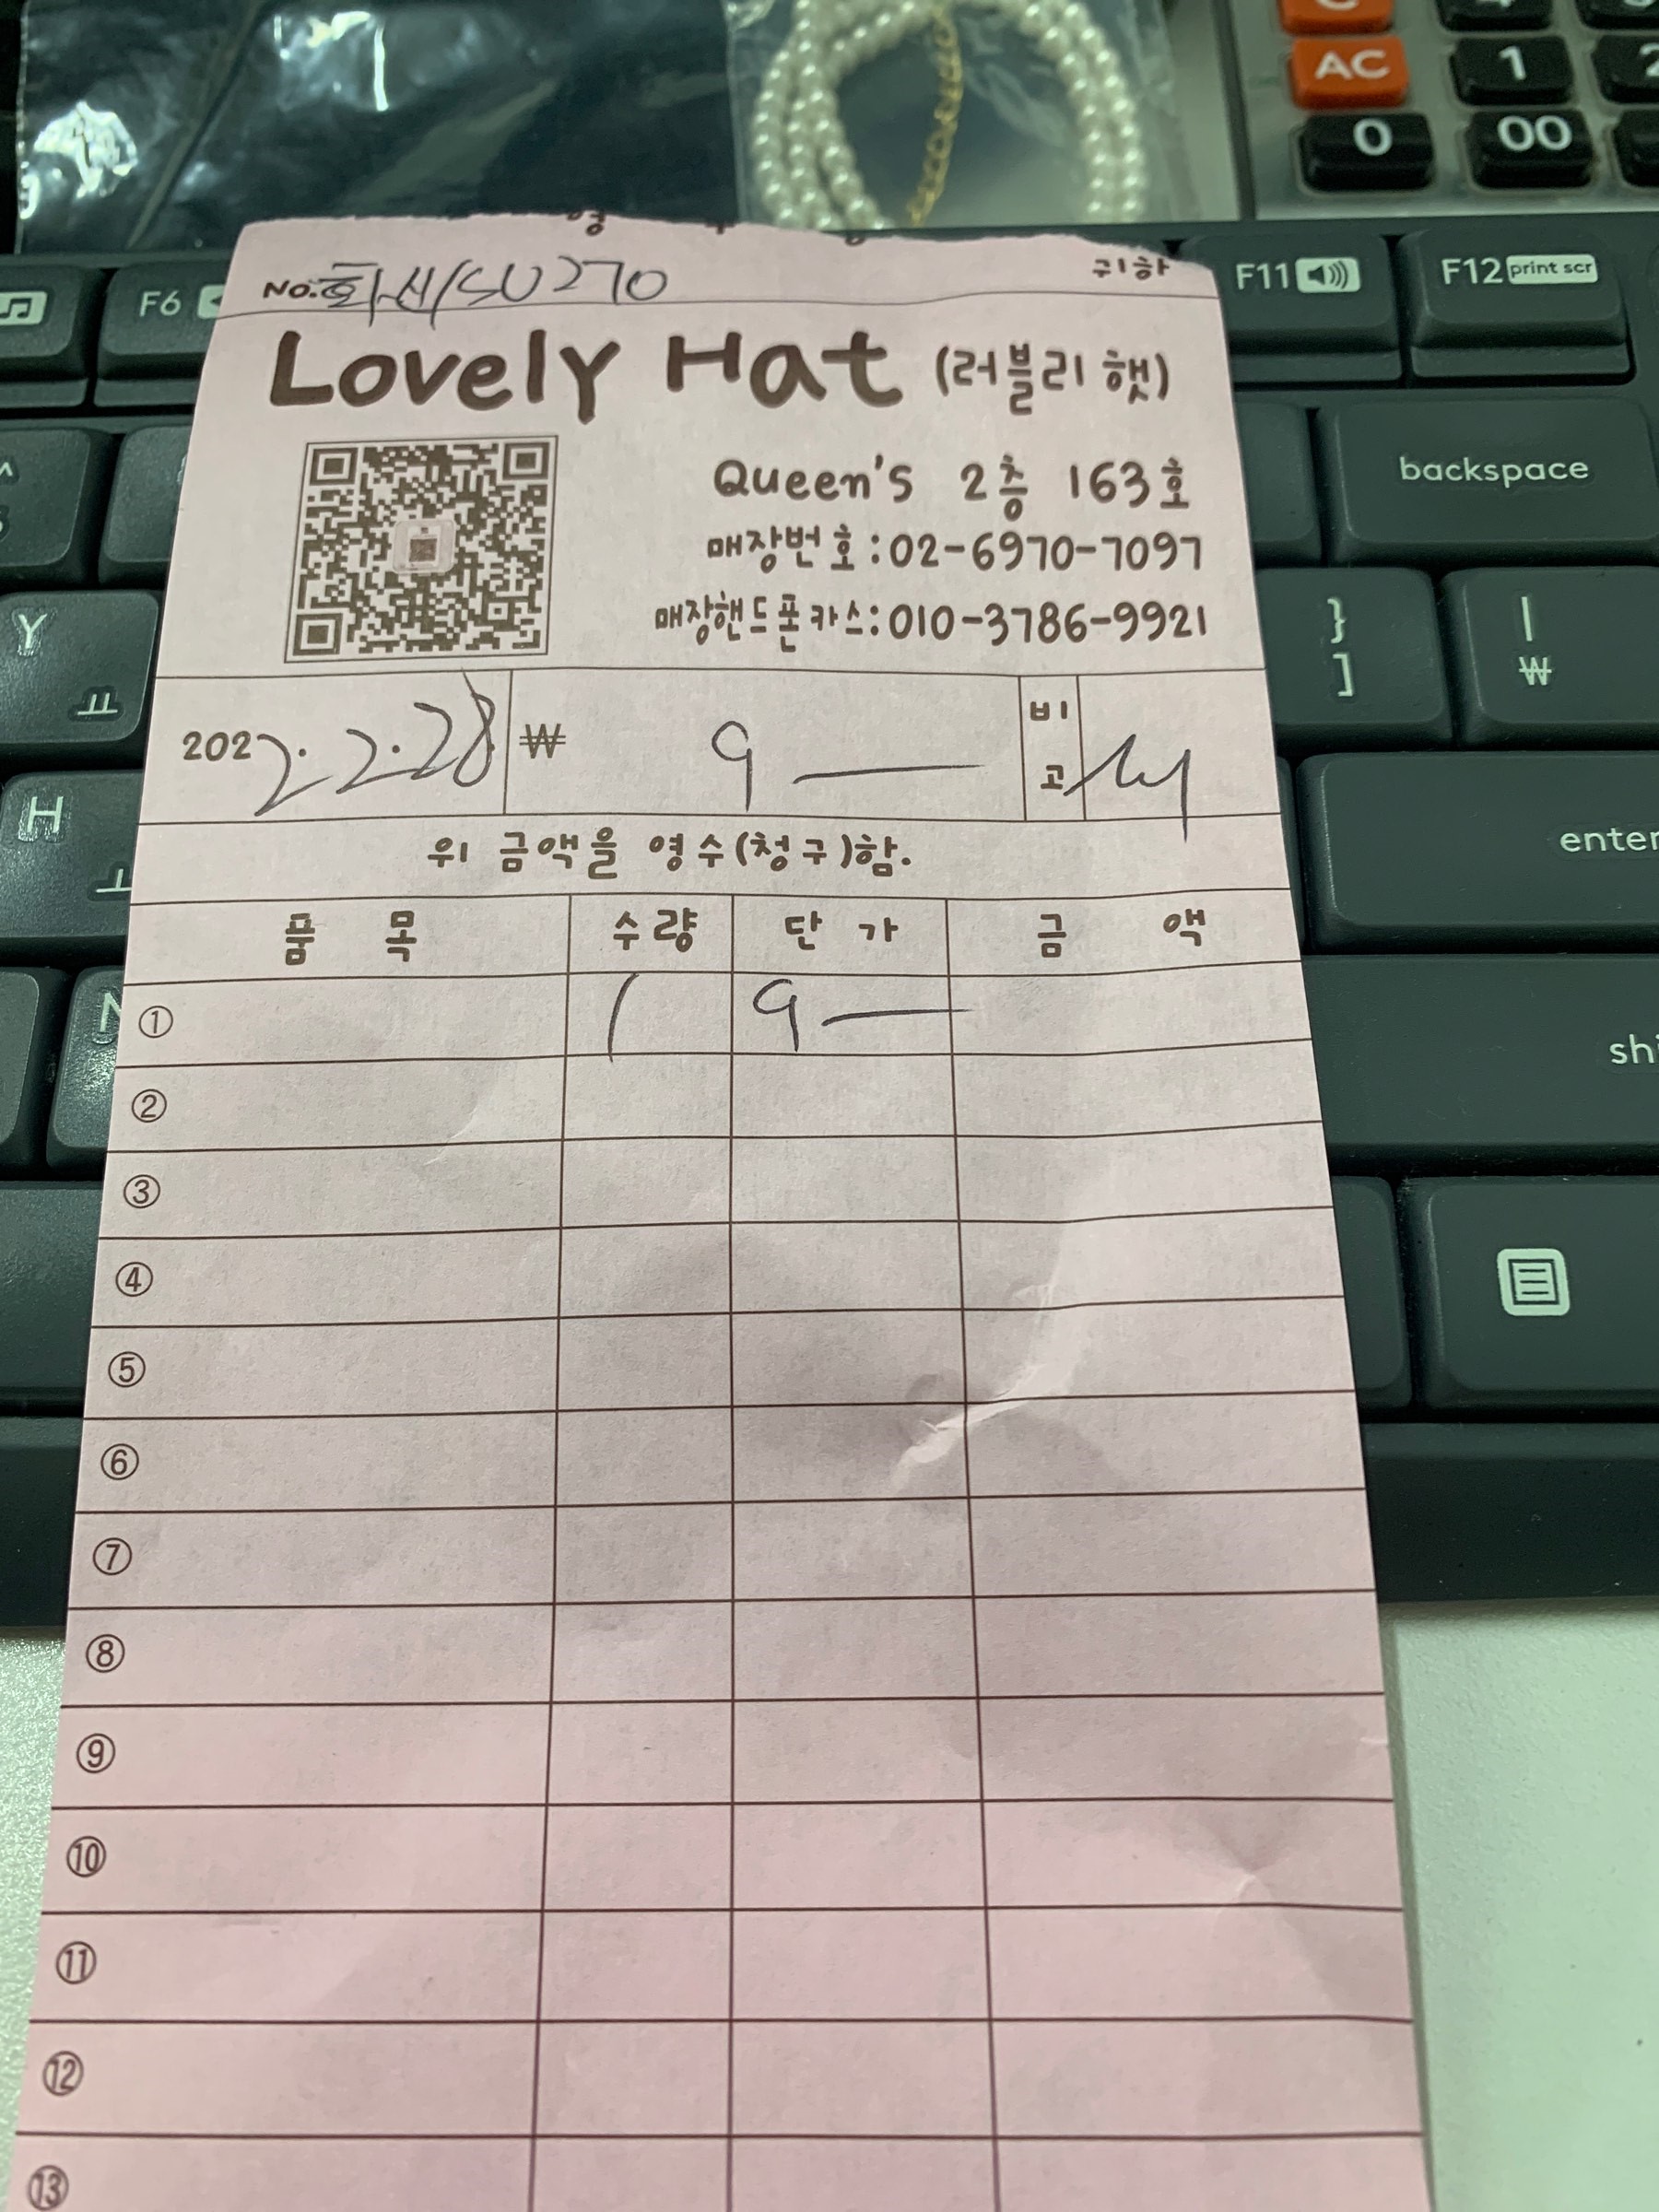 AC 1 2
0 00
No. 화신/SU270 귀하
F6 F11 F12 print scr
Lovely Hat (러블리햇)
Queen's 2층 163호
backspace
매장번호:02-6970-7097
매장핸드폰카스:010-3786-9921
Y ㅛ } ] | ₩
2022.2.28 ₩ 9 — 비고
H ㅗ
위 금액을 영수(청구)함.
enter
품 목 수량 단가 금 액
N
① 1 9 —
shi
②
③
④
⑤
⑥
⑦
⑧
⑨
⑩
⑪
⑫
⑬